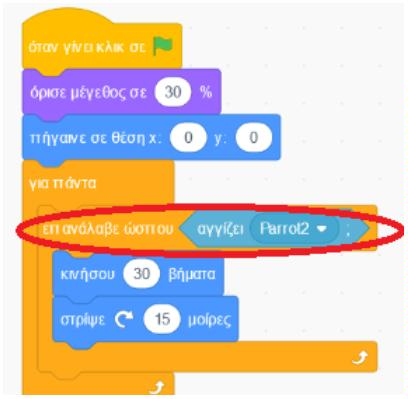 όταν γίνει κλικ σε
όρισε μέγεθος σε 30 %
πήγαινε σε θέση x: 0 y: 0
για πάντα
επανάλαβε ώσπου αγγίζει Parrot2 ;
κινήσου 30 βήματα
στρίψε 15 μοίρες